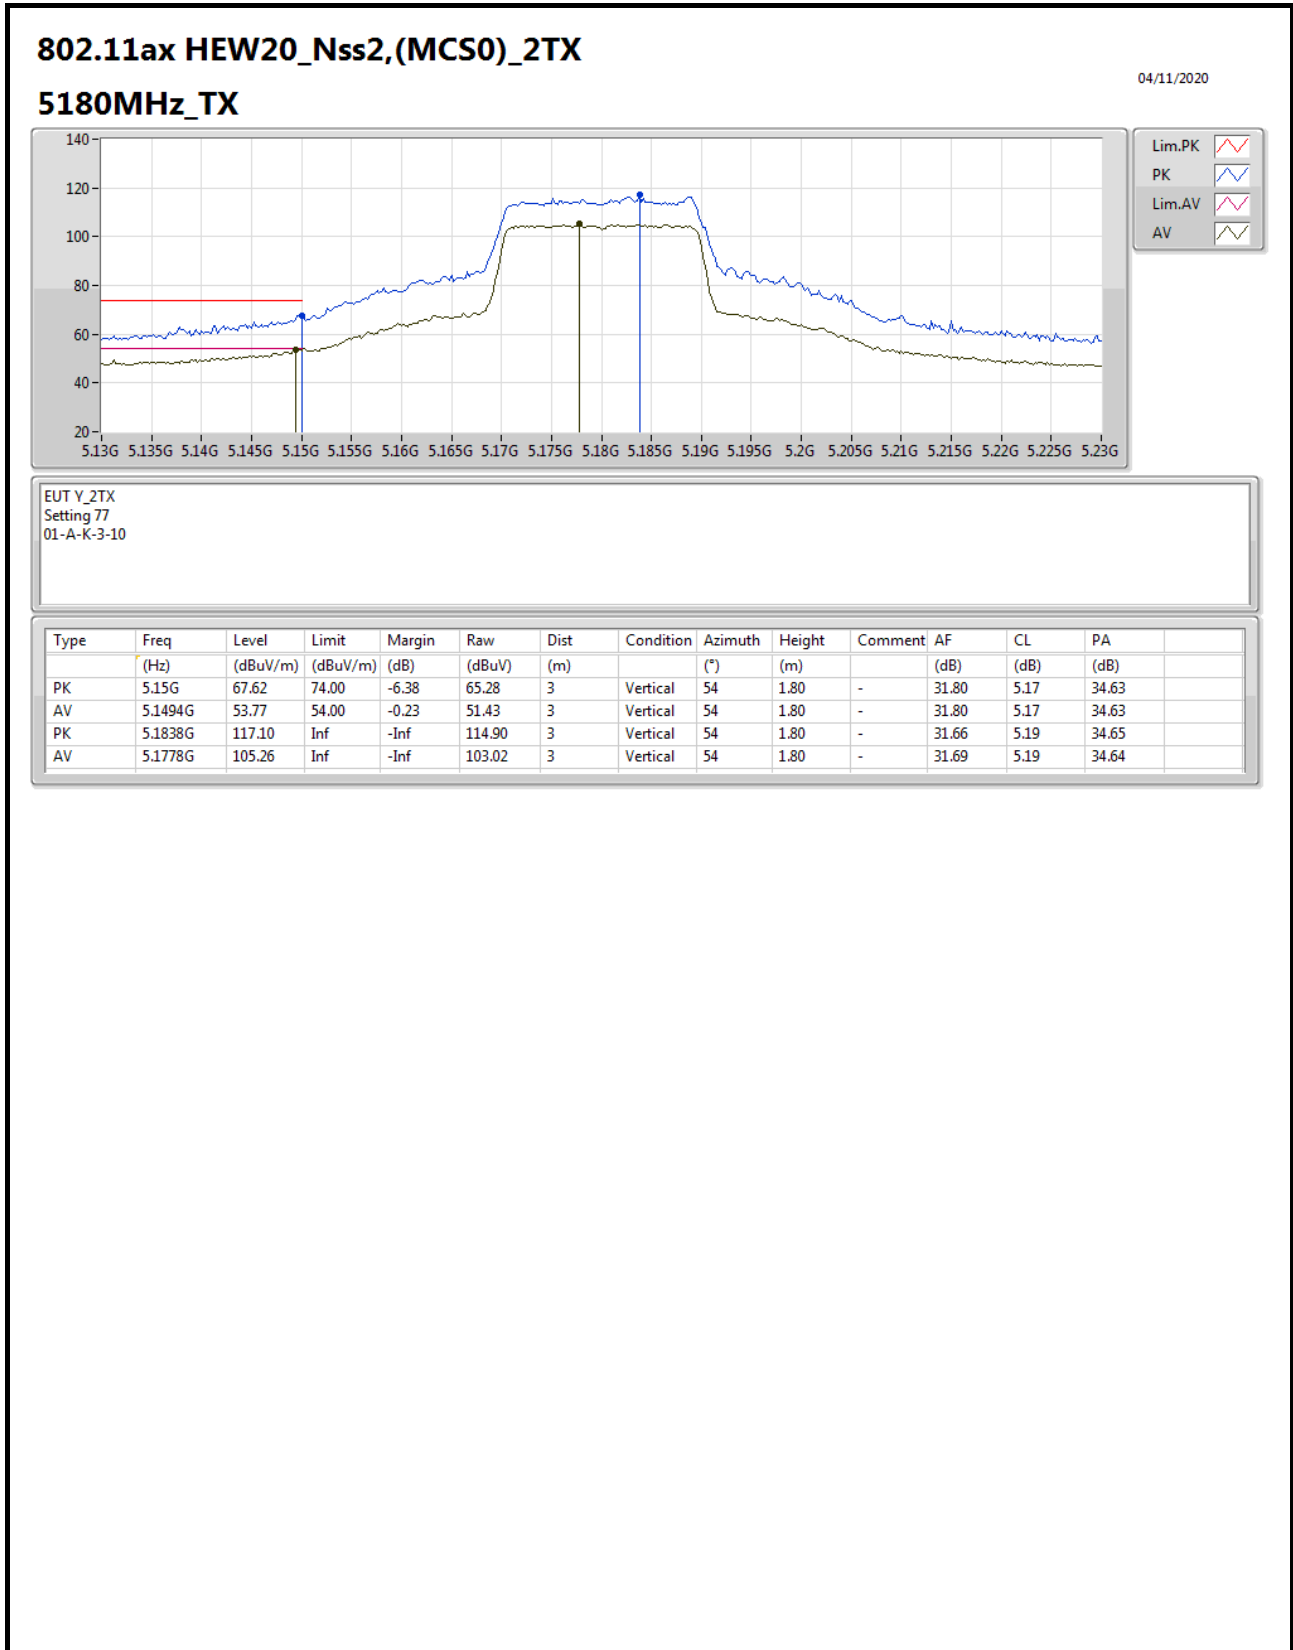 802.11ax HEW20_Nss2,(MCS0)_2TX
04/11/2020
5180MHz_TX
140
120
100
80
60
40
20
5.13G 5.135G 5.14G 5.145G 5.15G 5.155G 5.16G 5.165G 5.17G 5.175G 5.18G 5.185G 5.19G 5.195G 5.2G 5.205G 5.21G 5.215G 5.22G 5.225G 5.23G
Lim.PK
PK
Lim.AV
AV
EUT Y_2TX
Setting 77
01-A-K-3-10
Type Freq Level Limit Margin Raw Dist Condition Azimuth Height Comment AF CL PA
(Hz) (dBuV/m) (dBuV/m) (dB) (dBuV) (m) (°) (m) (dB) (dB) (dB)
PK 5.15G 67.62 74.00 -6.38 65.28 3 Vertical 54 1.80 - 31.80 5.17 34.63
AV 5.1494G 53.77 54.00 -0.23 51.43 3 Vertical 54 1.80 - 31.80 5.17 34.63
PK 5.1838G 117.10 Inf -Inf 114.90 3 Vertical 54 1.80 - 31.66 5.19 34.65
AV 5.1778G 105.26 Inf -Inf 103.02 3 Vertical 54 1.80 - 31.69 5.19 34.64